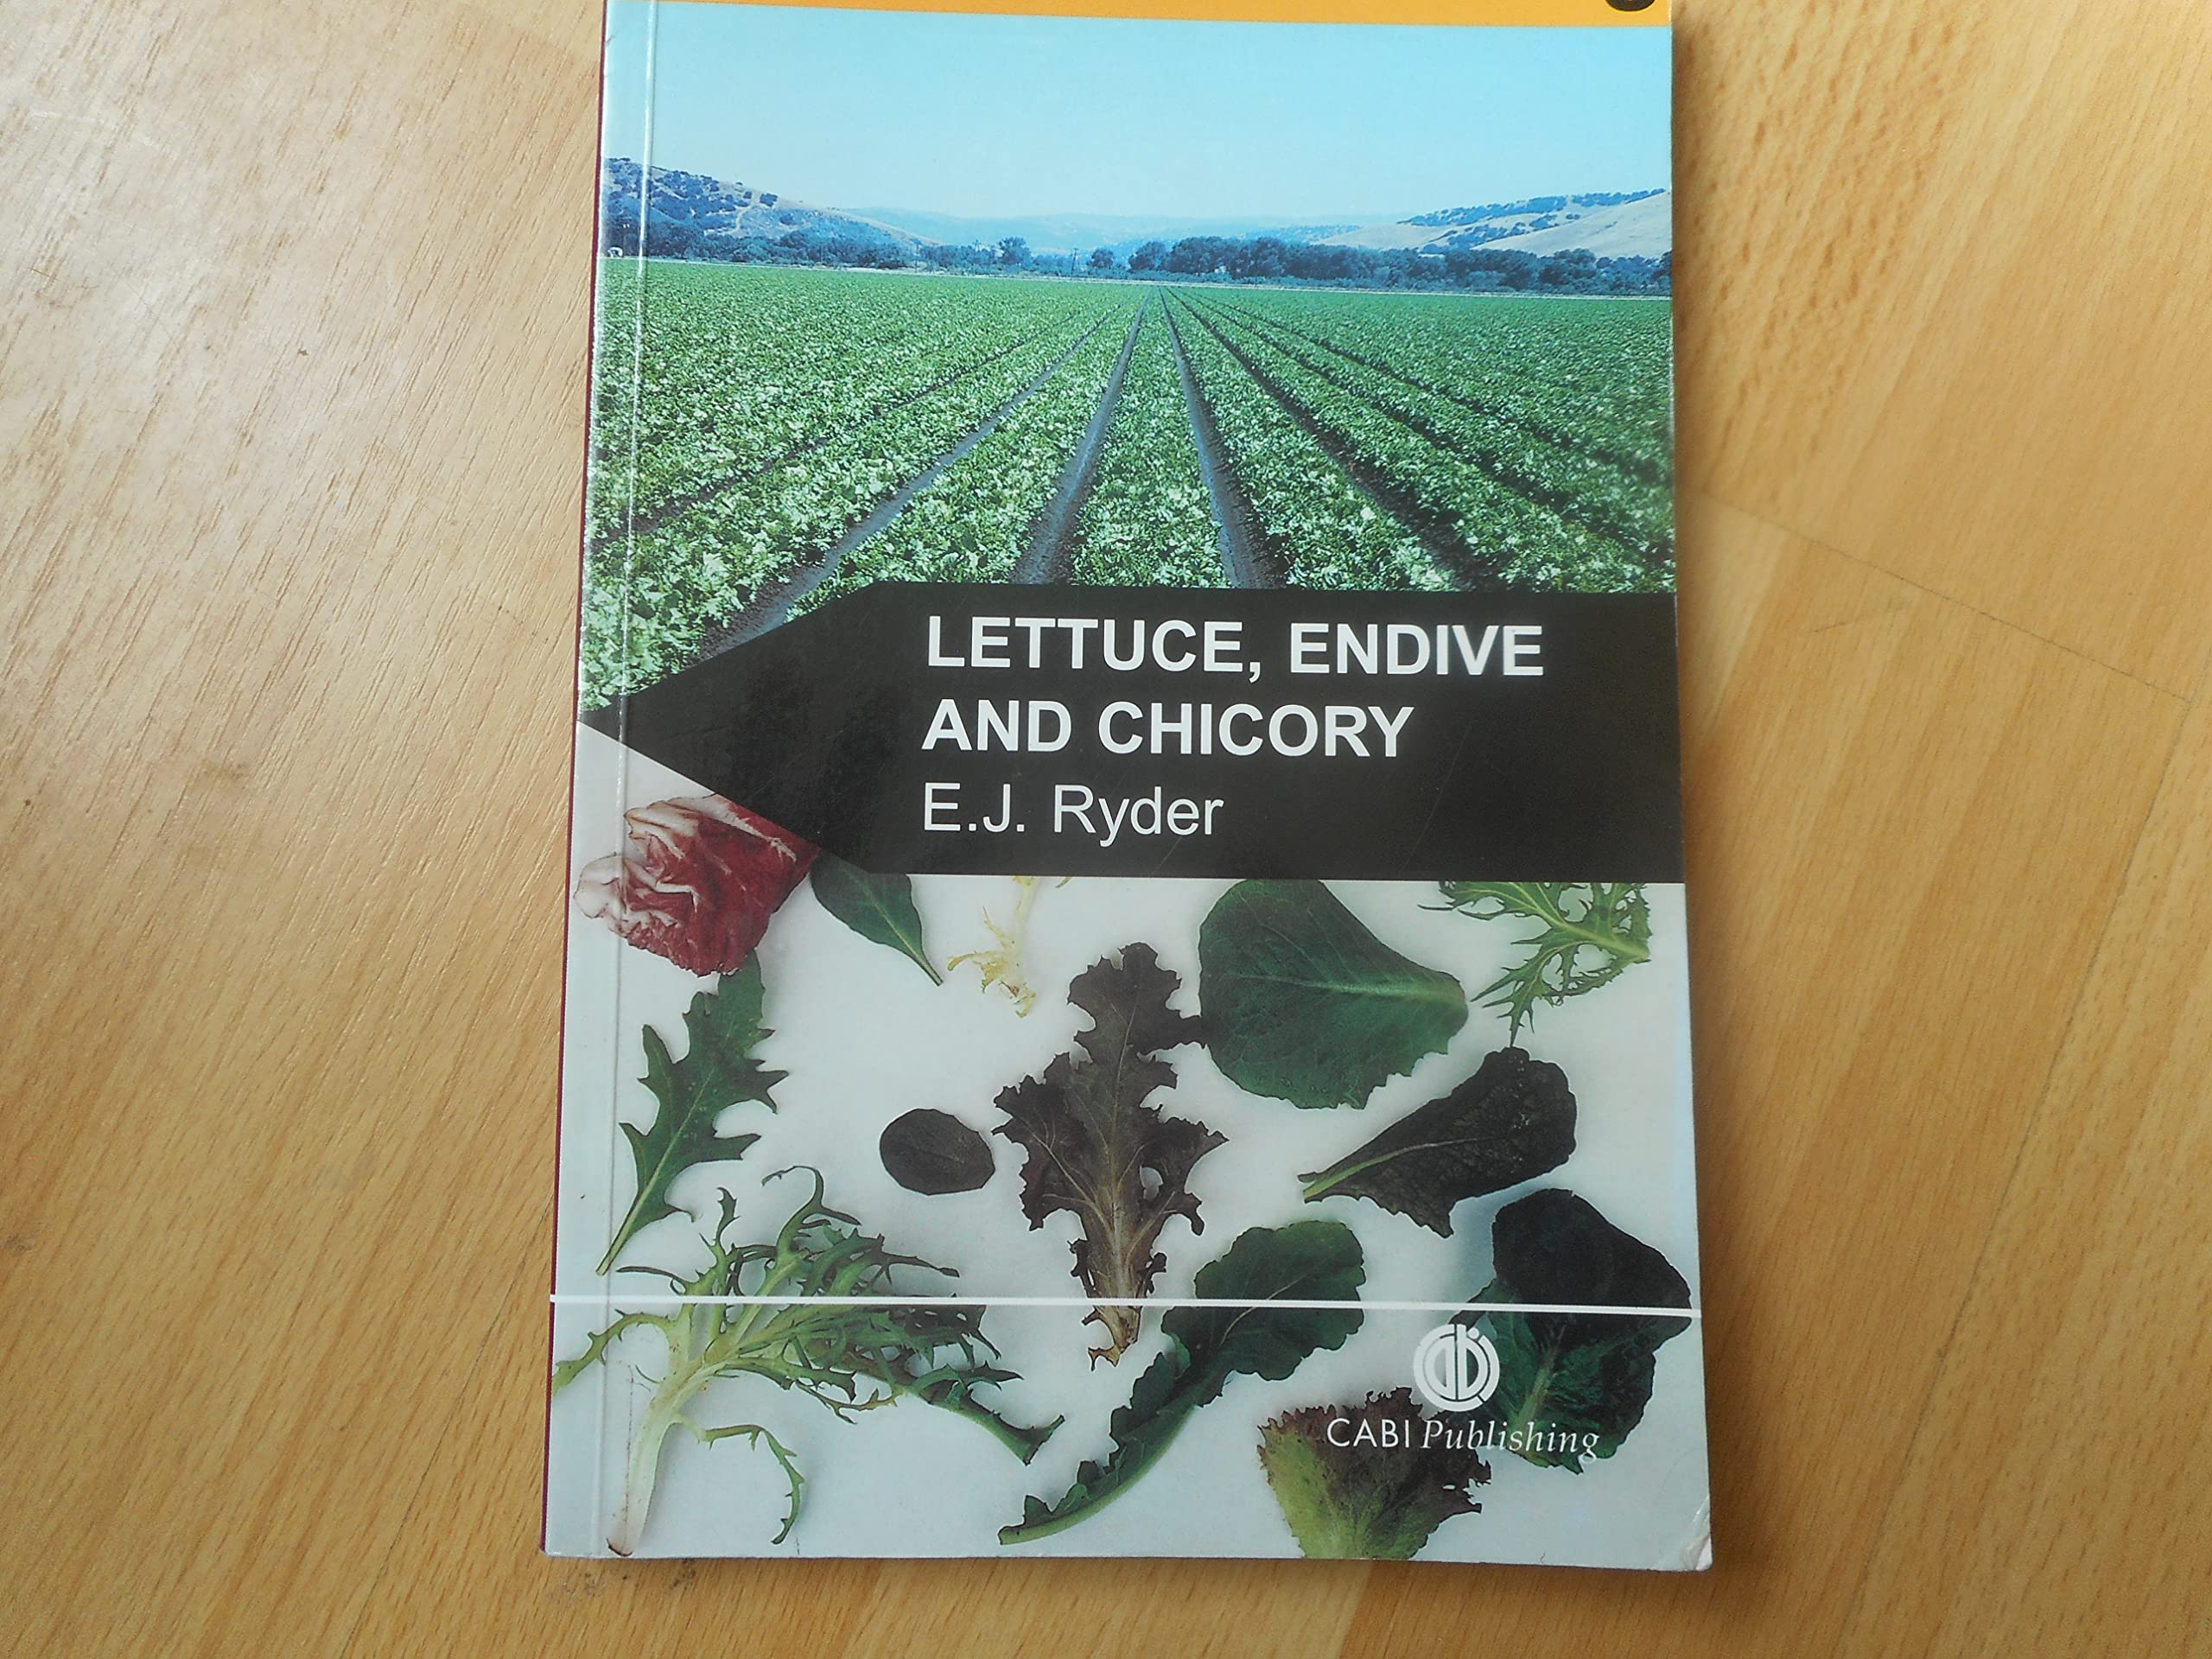 LETTUCE, ENDIVE
AND CHICORY
E.J. Ryder
CABI Publishing